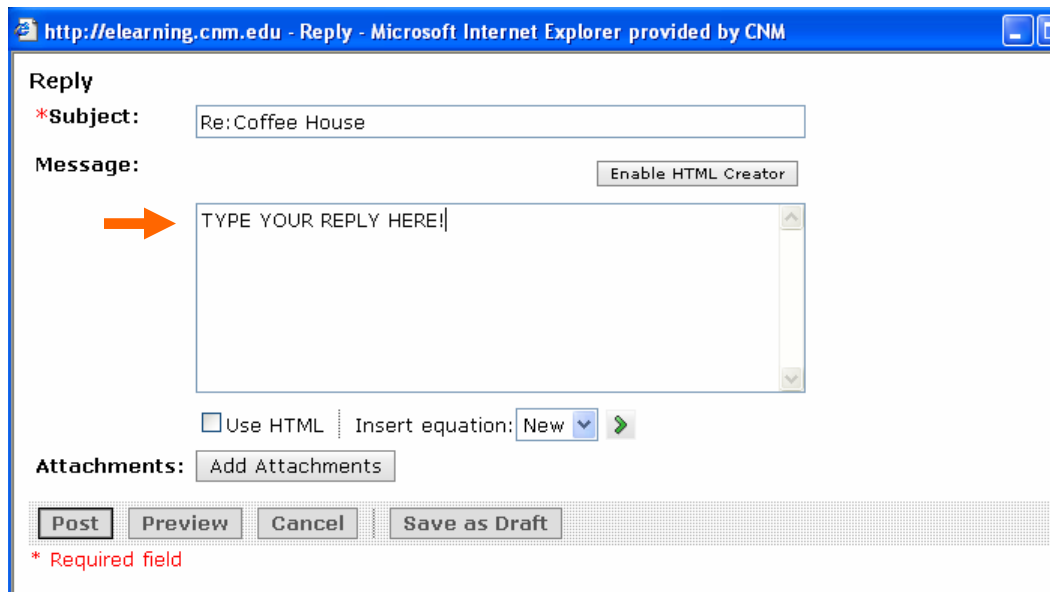 http://elearning.cnm.edu - Reply - Microsoft Internet Explorer provided by CNM
Reply
*Subject: Re:Coffee House
Message: Enable HTML Creator
TYPE YOUR REPLY HERE!
Use HTML Insert equation: New
Attachments: Add Attachments
Post Preview Cancel Save as Draft
* Required field